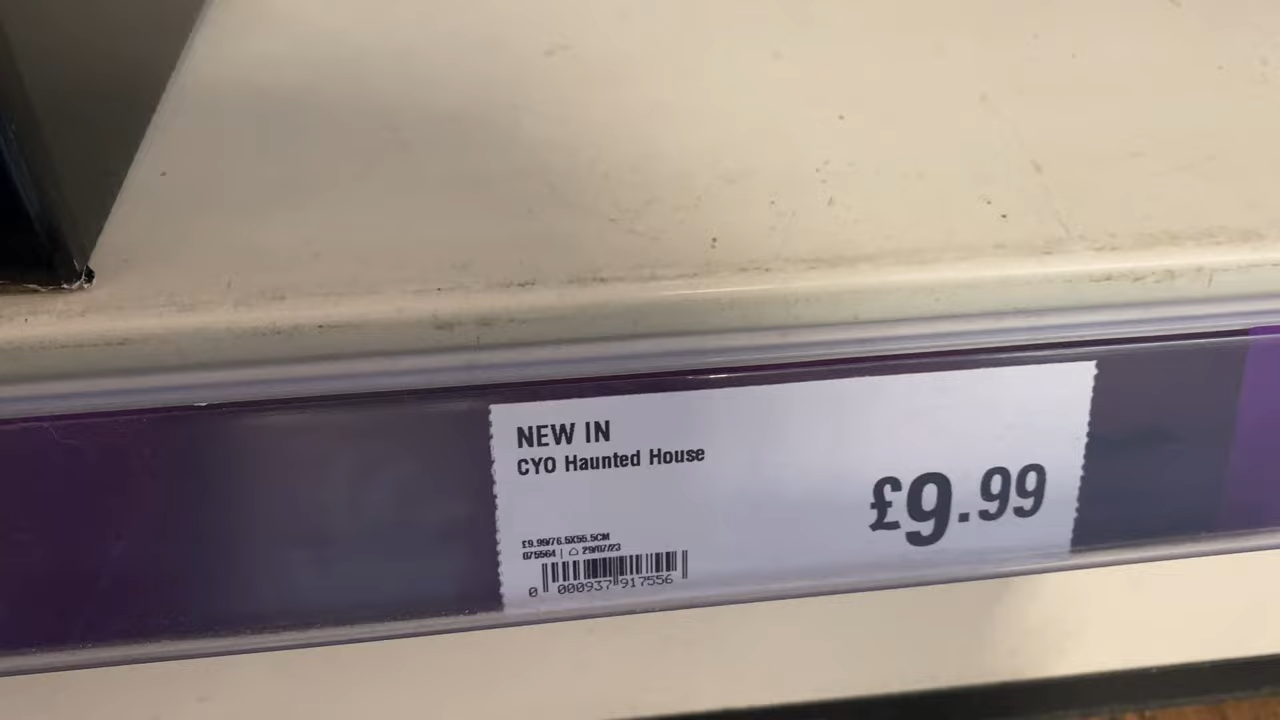 NEW IN
CYO Haunted House
£9.99
£9.99/76.5X55.5CM
075564 | 29/07/23
0 000937 917556